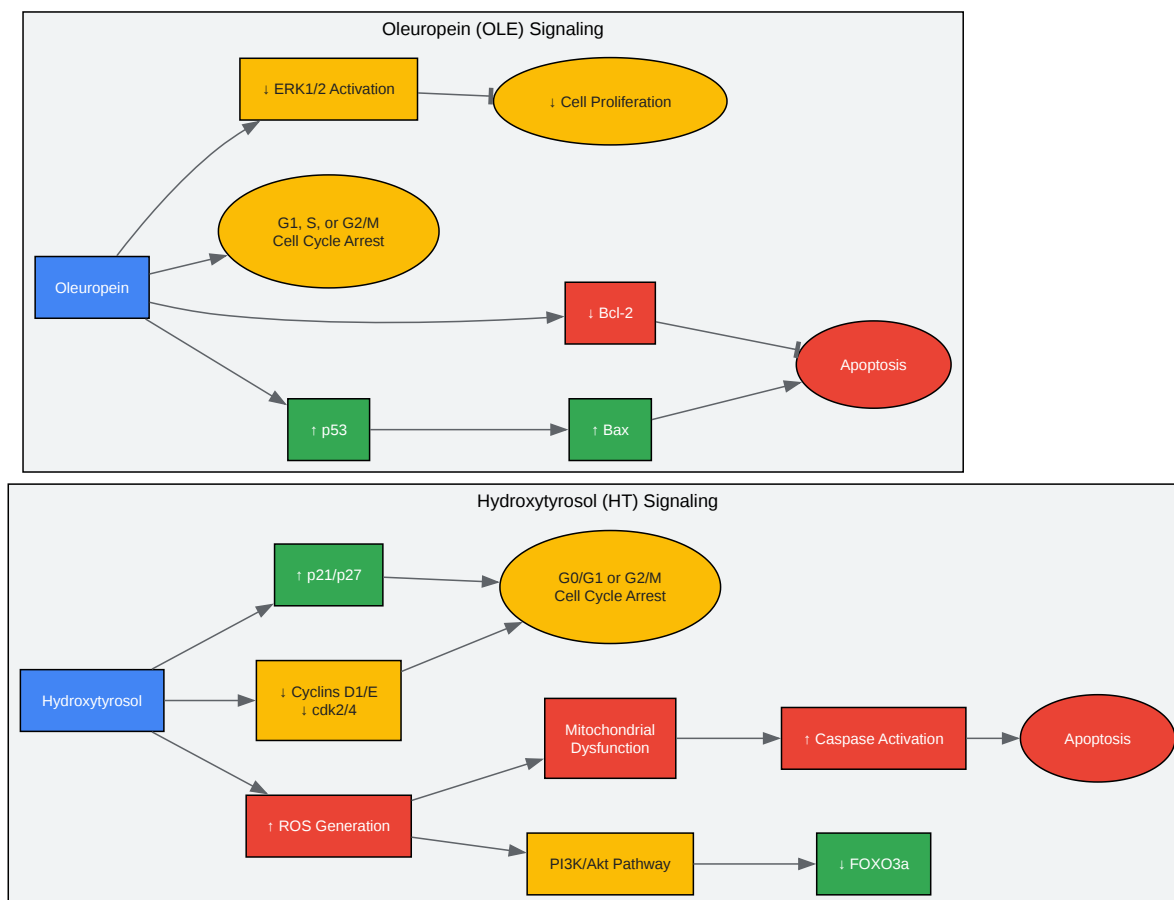 Oleuropein (OLE) Signaling
↓ ERK1/2 Activation
↓ Cell Proliferation
G1, S, or G2/M
Cell Cycle Arrest
Oleuropein
↓ Bcl-2
Apoptosis
↑ p53
↑ Bax
Hydroxytyrosol (HT) Signaling
↑ p21/p27
G0/G1 or G2/M
Cell Cycle Arrest
Hydroxytyrosol
↓ Cyclins D1/E
↓ cdk2/4
Mitochondrial
Dysfunction
↑ Caspase Activation
Apoptosis
↑ ROS Generation
PI3K/Akt Pathway
↓ FOXO3a